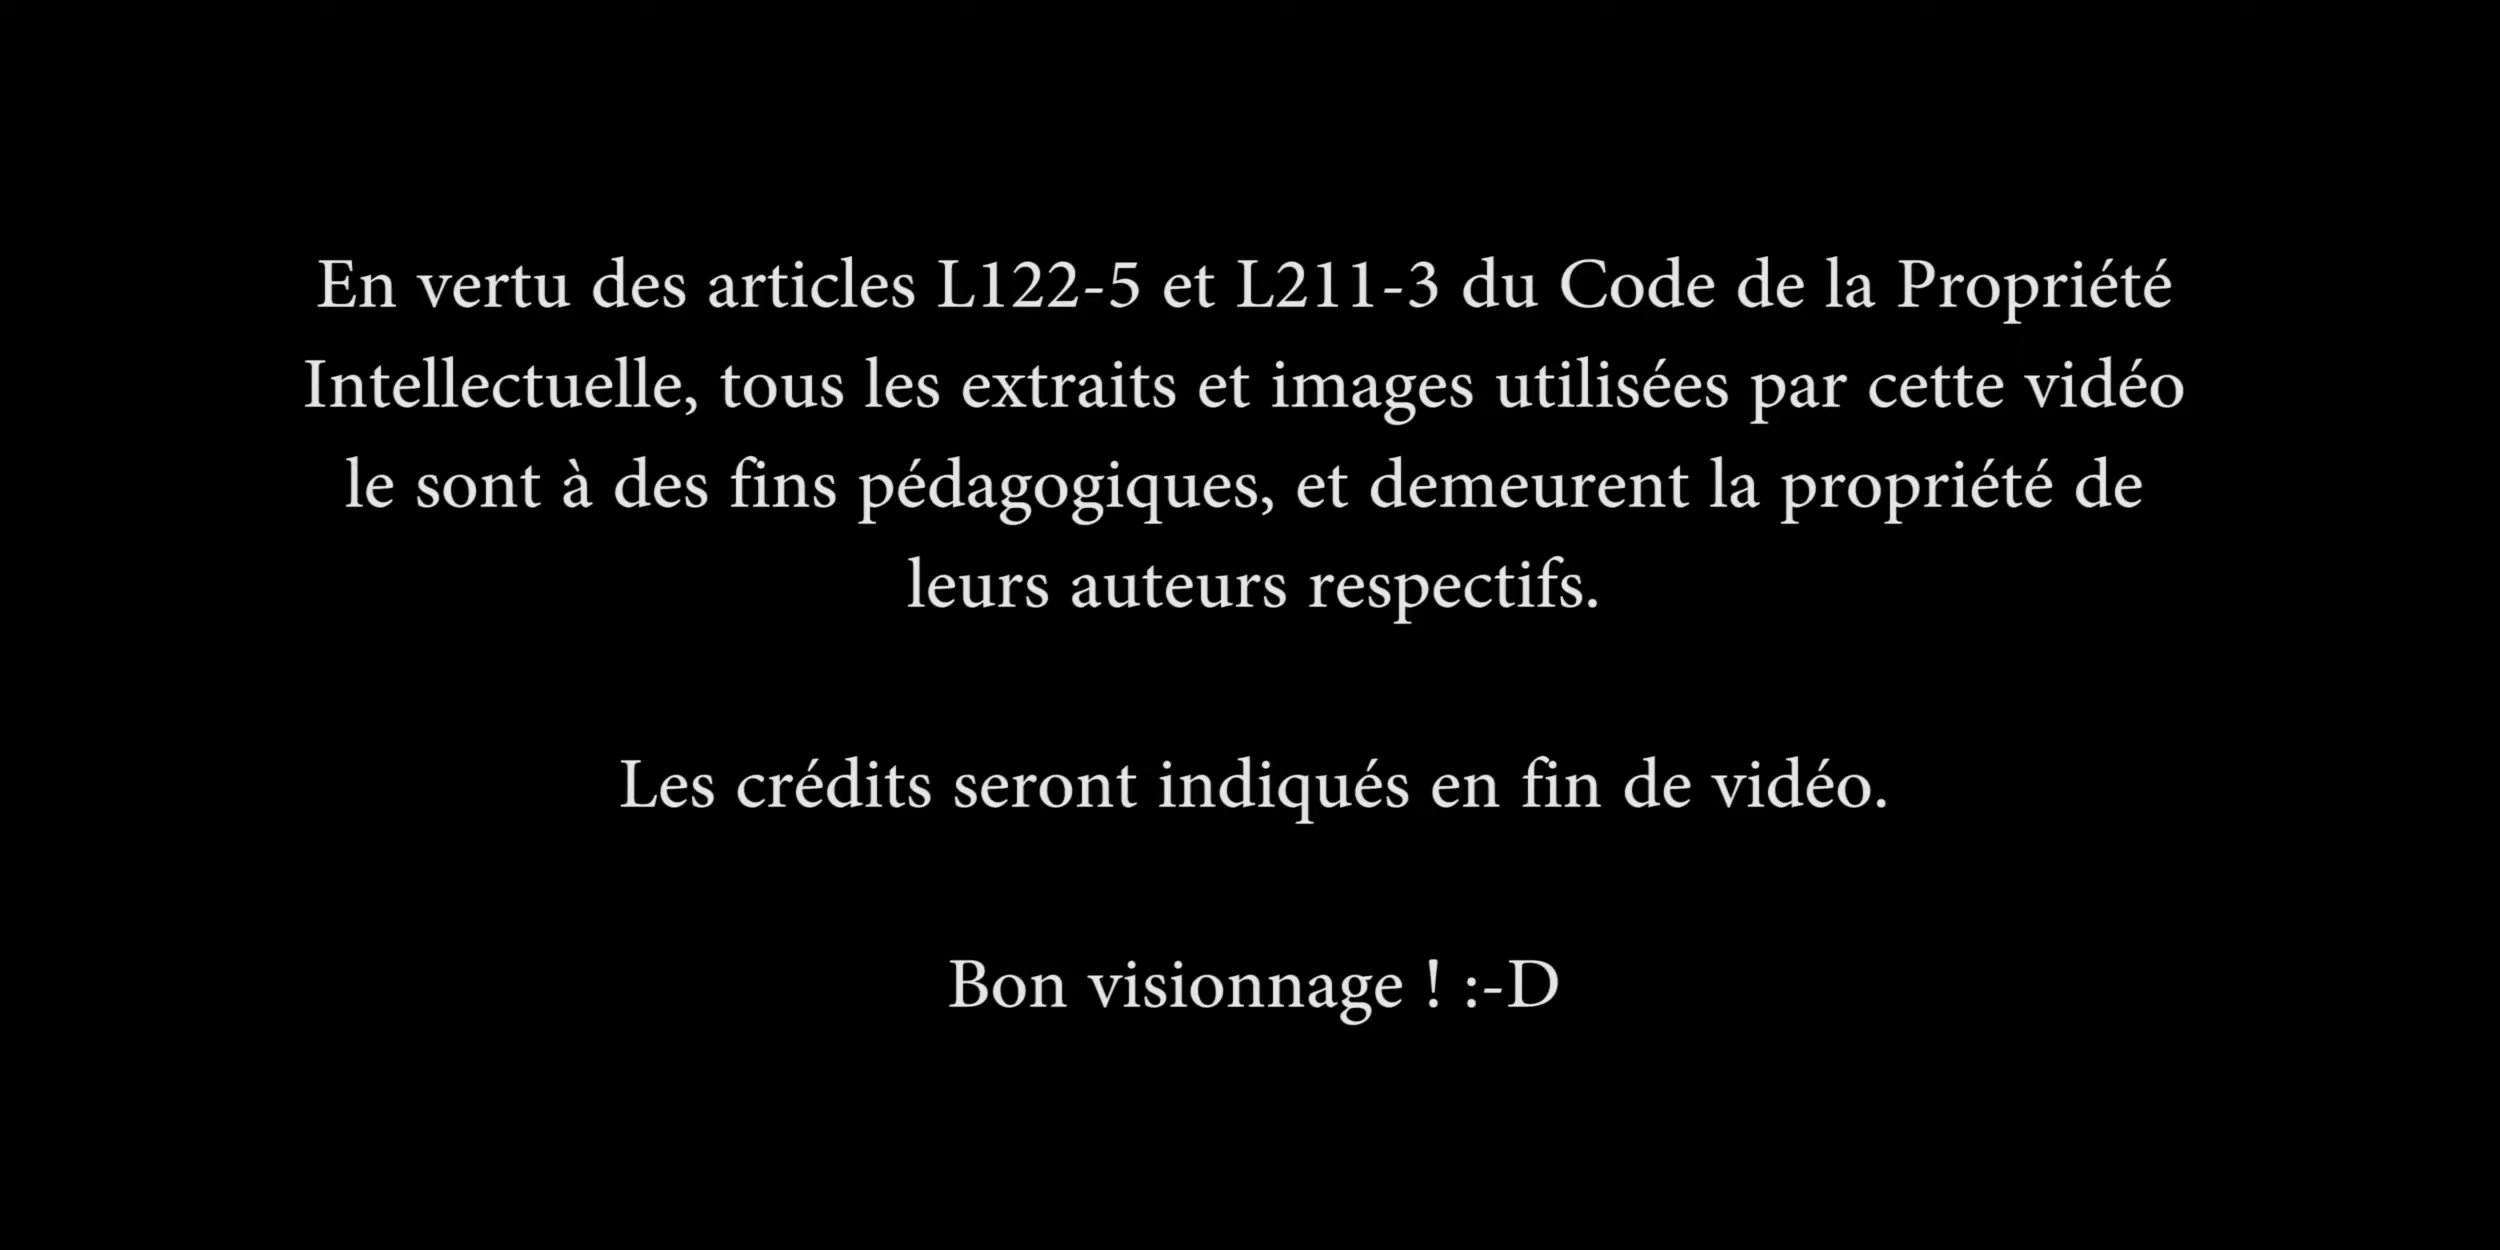 En vertu des articles L122-5 et L211-3 du Code de la Propriété
Intellectuelle, tous les extraits et images utilisées par cette vidéo
le sont à des fins pédagogiques, et demeurent la propriété de
leurs auteurs respectifs.
Les crédits seront indiqués en fin de vidéo.
Bon visionnage ! :-D